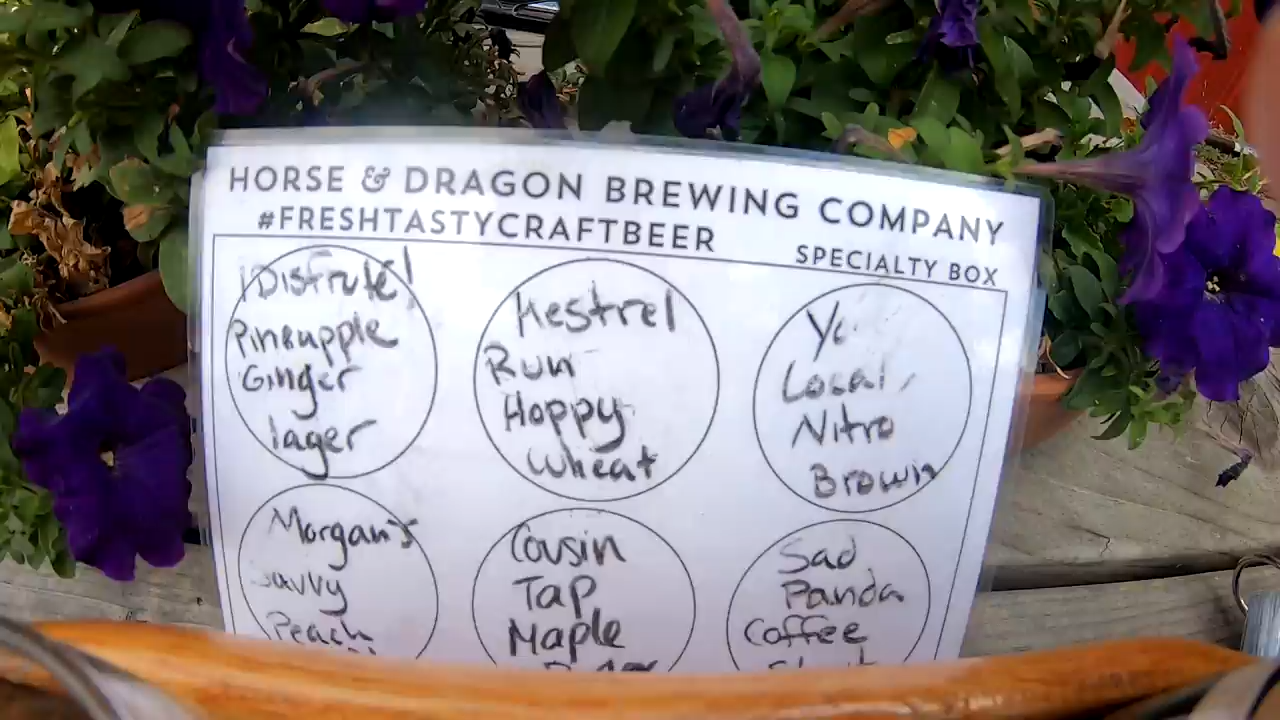 HORSE & DRAGON BREWING COMPANY
#FRESHTASTYCRAFTBEER
SPECIALTY BOX
¡Disfrute!
Pineapple
Ginger
lager
Kestrel
Run
Hoppy
Wheat
Yo
Local
Nitro
Brown
Morgan's
Savvy
Peach
Cousin
Tap
Maple
Sad
Panda
Coffee